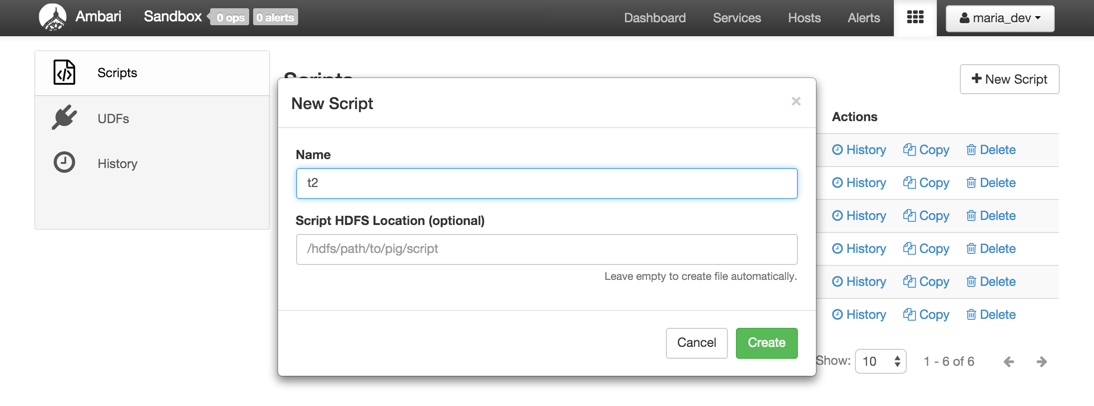 Ambari Sandbox 0 ops 0 alerts Dashboard Services Hosts Alerts maria_dev
Scripts
UDFs
History
Scripts
+ New Script
New Script ×
Name
t2
Script HDFS Location (optional)
/hdfs/path/to/pig/script
Leave empty to create file automatically.
Cancel Create
Actions
History Copy Delete
History Copy Delete
History Copy Delete
History Copy Delete
History Copy Delete
History Copy Delete
Show: 10 1 - 6 of 6